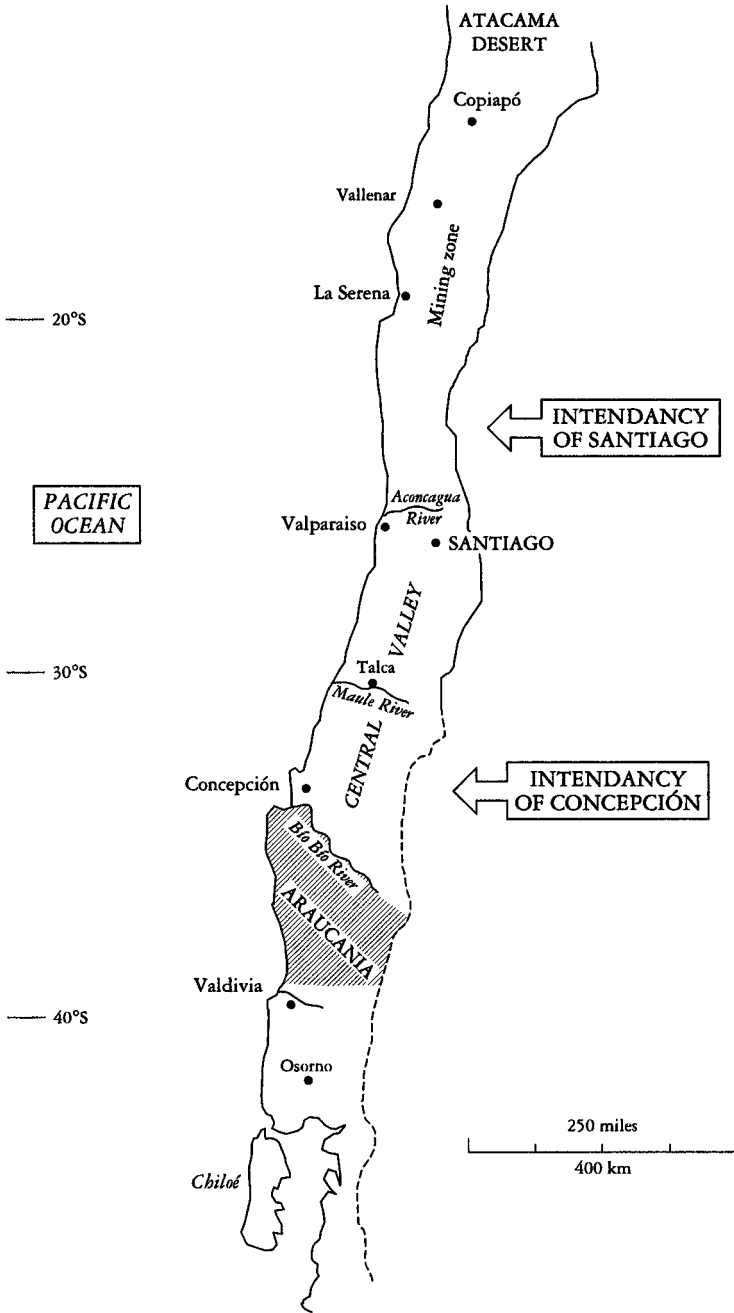 ATACAMA
DESERT
Copiapó
Vallenar
Mining zone
La Serena
20°S
INTENDANCY
OF SANTIAGO
PACIFIC
OCEAN
Aconcagua
River
Valparaiso
SANTIAGO
CENTRAL VALLEY
30°S
Talca
Maule River
Concepción
INTENDANCY
OF CONCEPCIÓN
Bío Bío River
ARAUCANIA
Valdivia
40°S
Osorno
250 miles
400 km
Chiloé